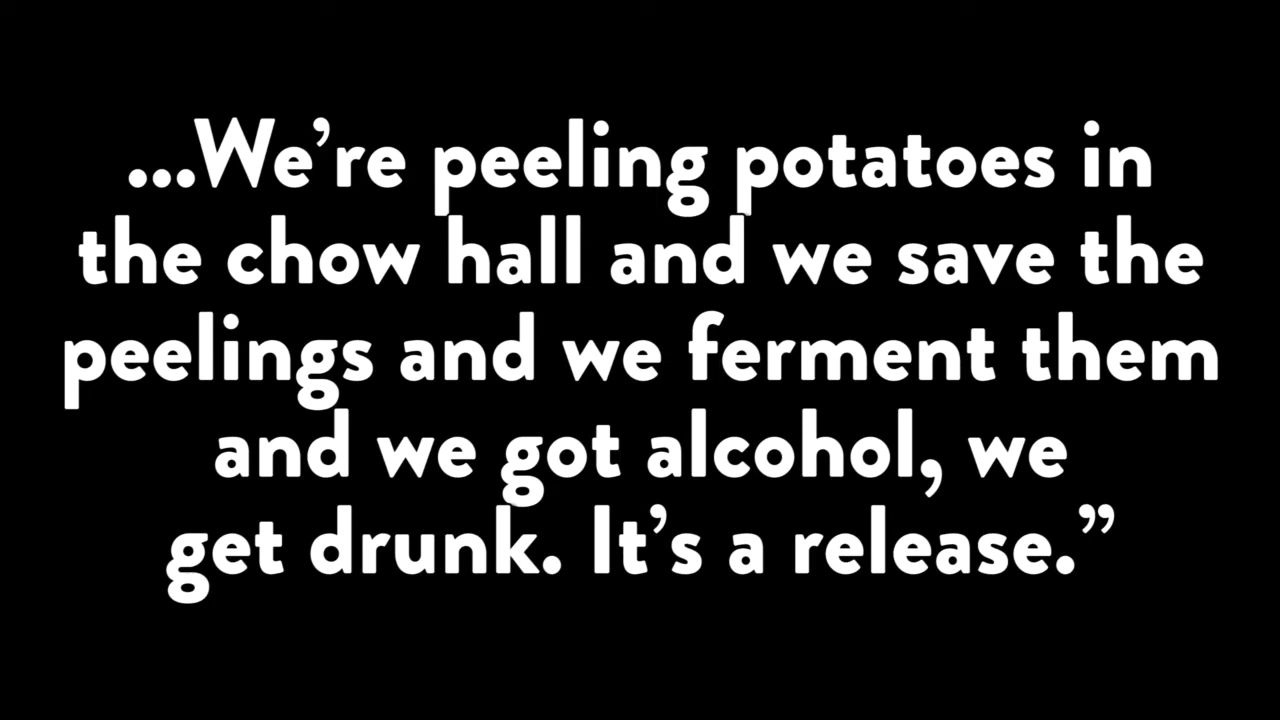 ...We’re peeling potatoes in
the chow hall and we save the
peelings and we ferment them
and we got alcohol, we
get drunk. It’s a release.”